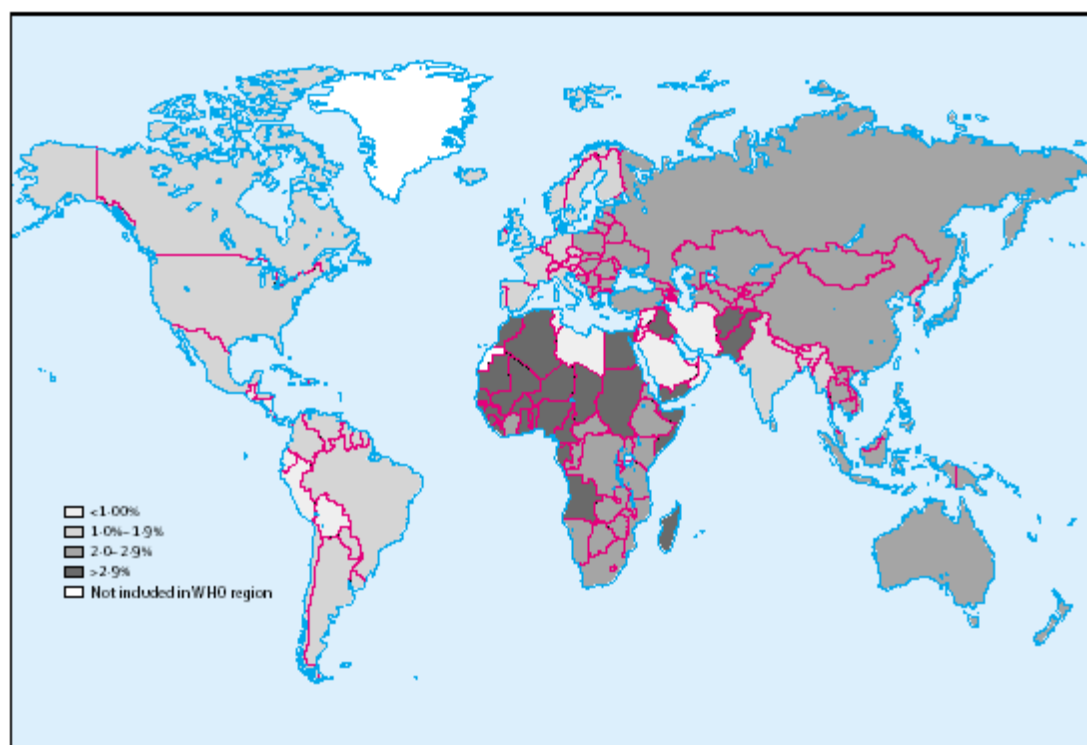 <1·00%
1·0%–1·9%
2·0–2·9%
>2·9%
Not included in WHO region